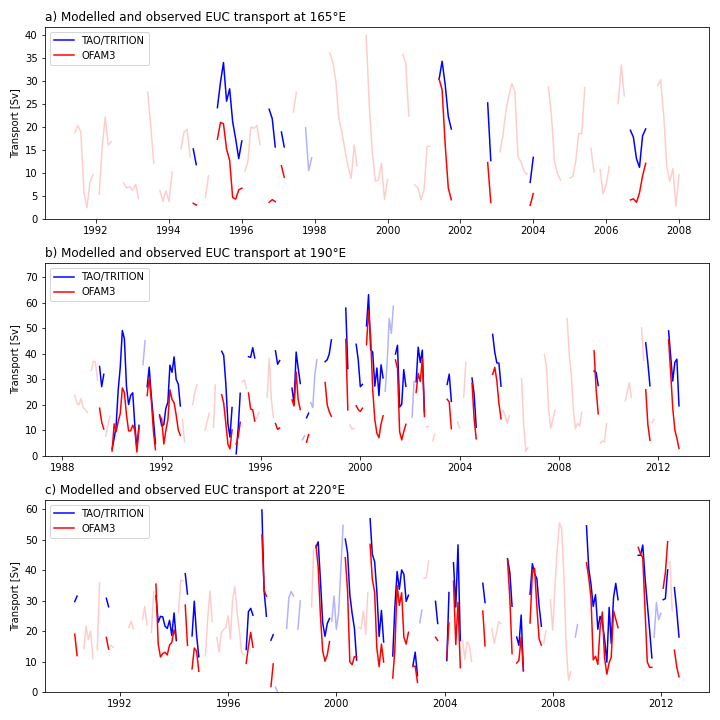 a) Modelled and observed EUC transport at 165°E
Transport [Sv]
40
35
30
25
20
15
10
5
0
TAO/TRITION
OFAM3
1992 1994 1996 1998 2000 2002 2004 2006 2008
b) Modelled and observed EUC transport at 190°E
Transport [Sv]
70
60
50
40
30
20
10
0
TAO/TRITION
OFAM3
1988 1992 1996 2000 2004 2008 2012
c) Modelled and observed EUC transport at 220°E
Transport [Sv]
60
50
40
30
20
10
0
TAO/TRITION
OFAM3
1992 1996 2000 2004 2008 2012